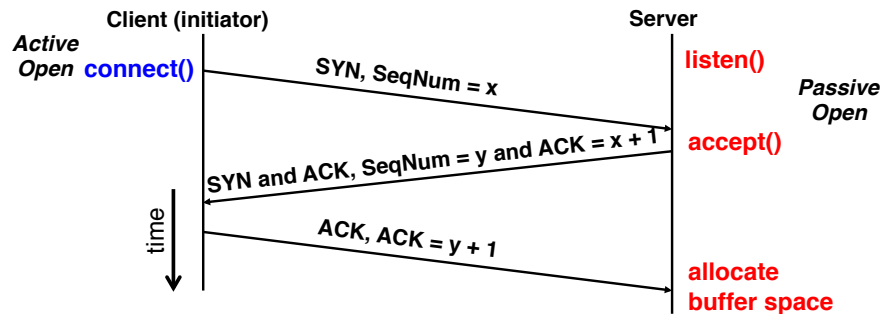 Client (initiator)
Server
Active
Open
connect()
listen()
SYN, SeqNum = x
Passive
Open
accept()
SYN and ACK, SeqNum = y and ACK = x + 1
time
ACK, ACK = y + 1
allocate
buffer space